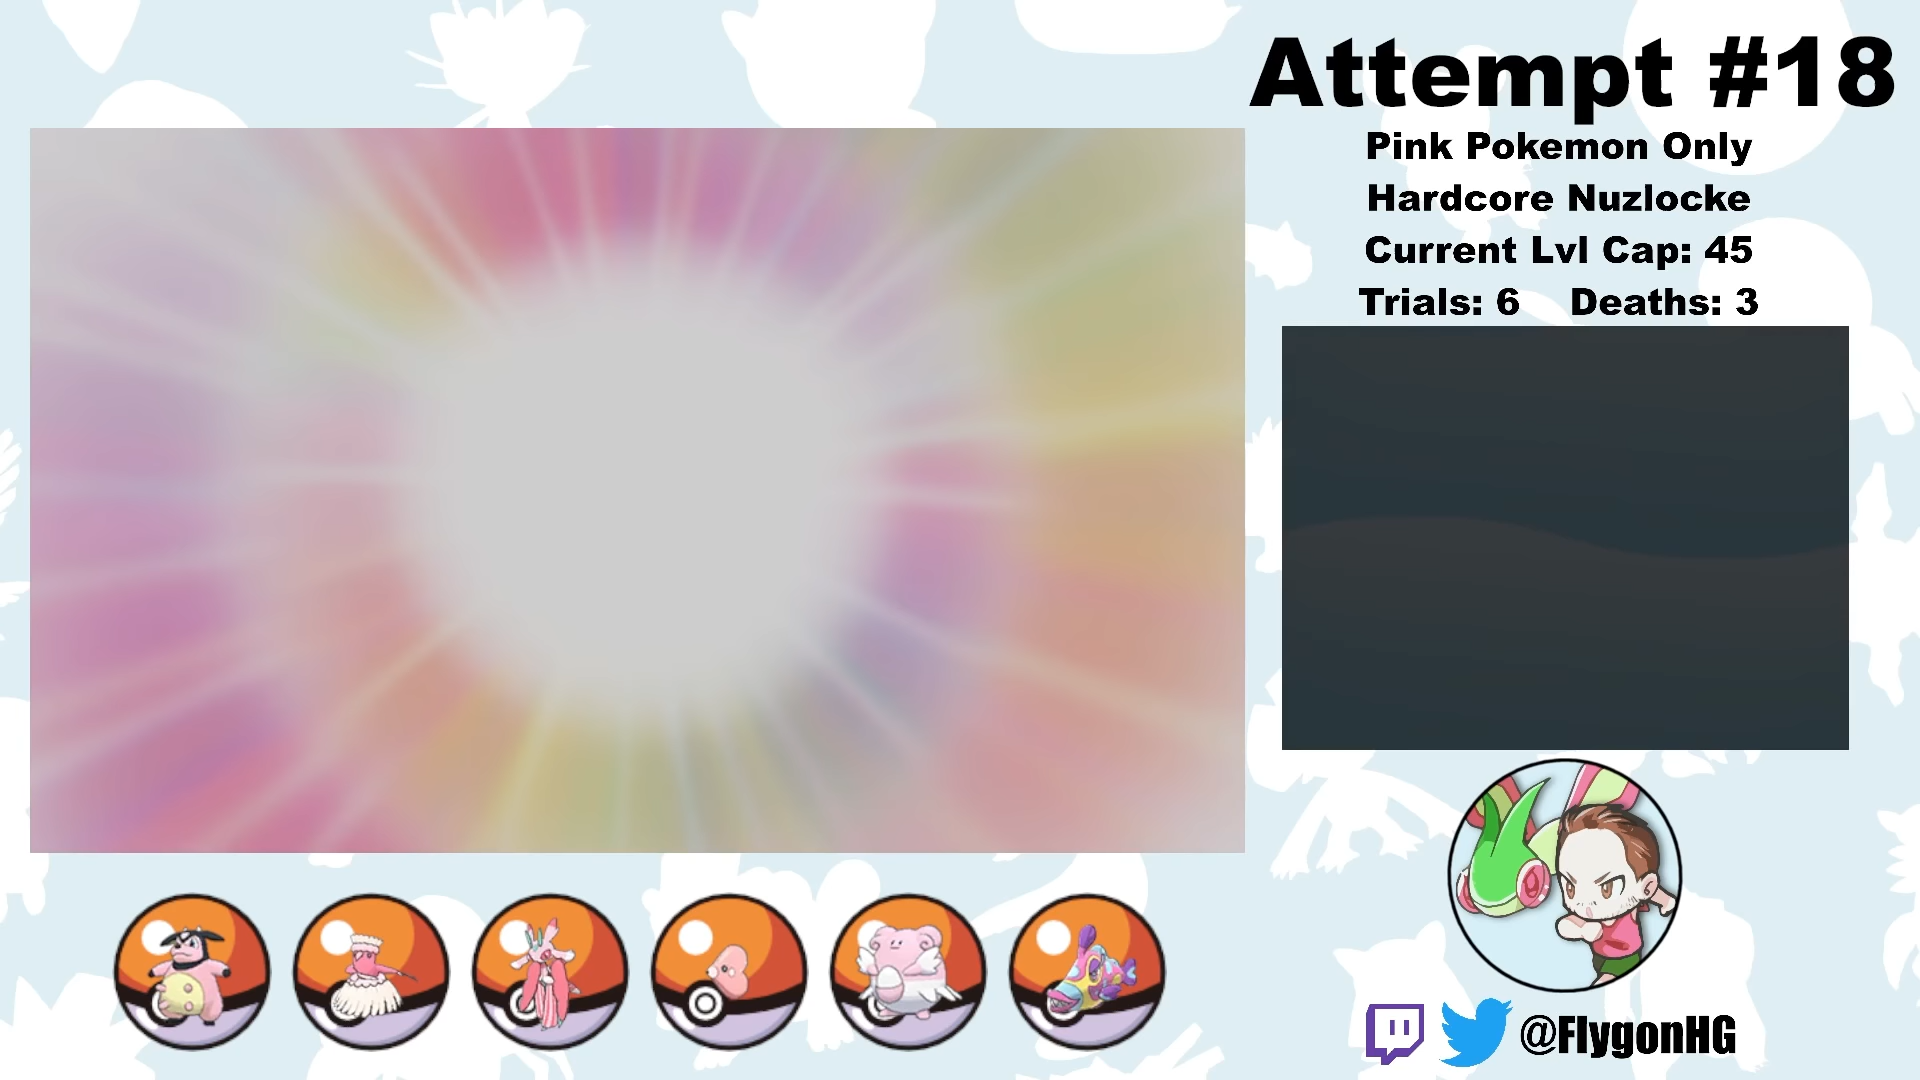 Attempt #18
Pink Pokemon Only
Hardcore Nuzlocke
Current Lvl Cap: 45
Trials: 6 Deaths: 3
@FlygonHG